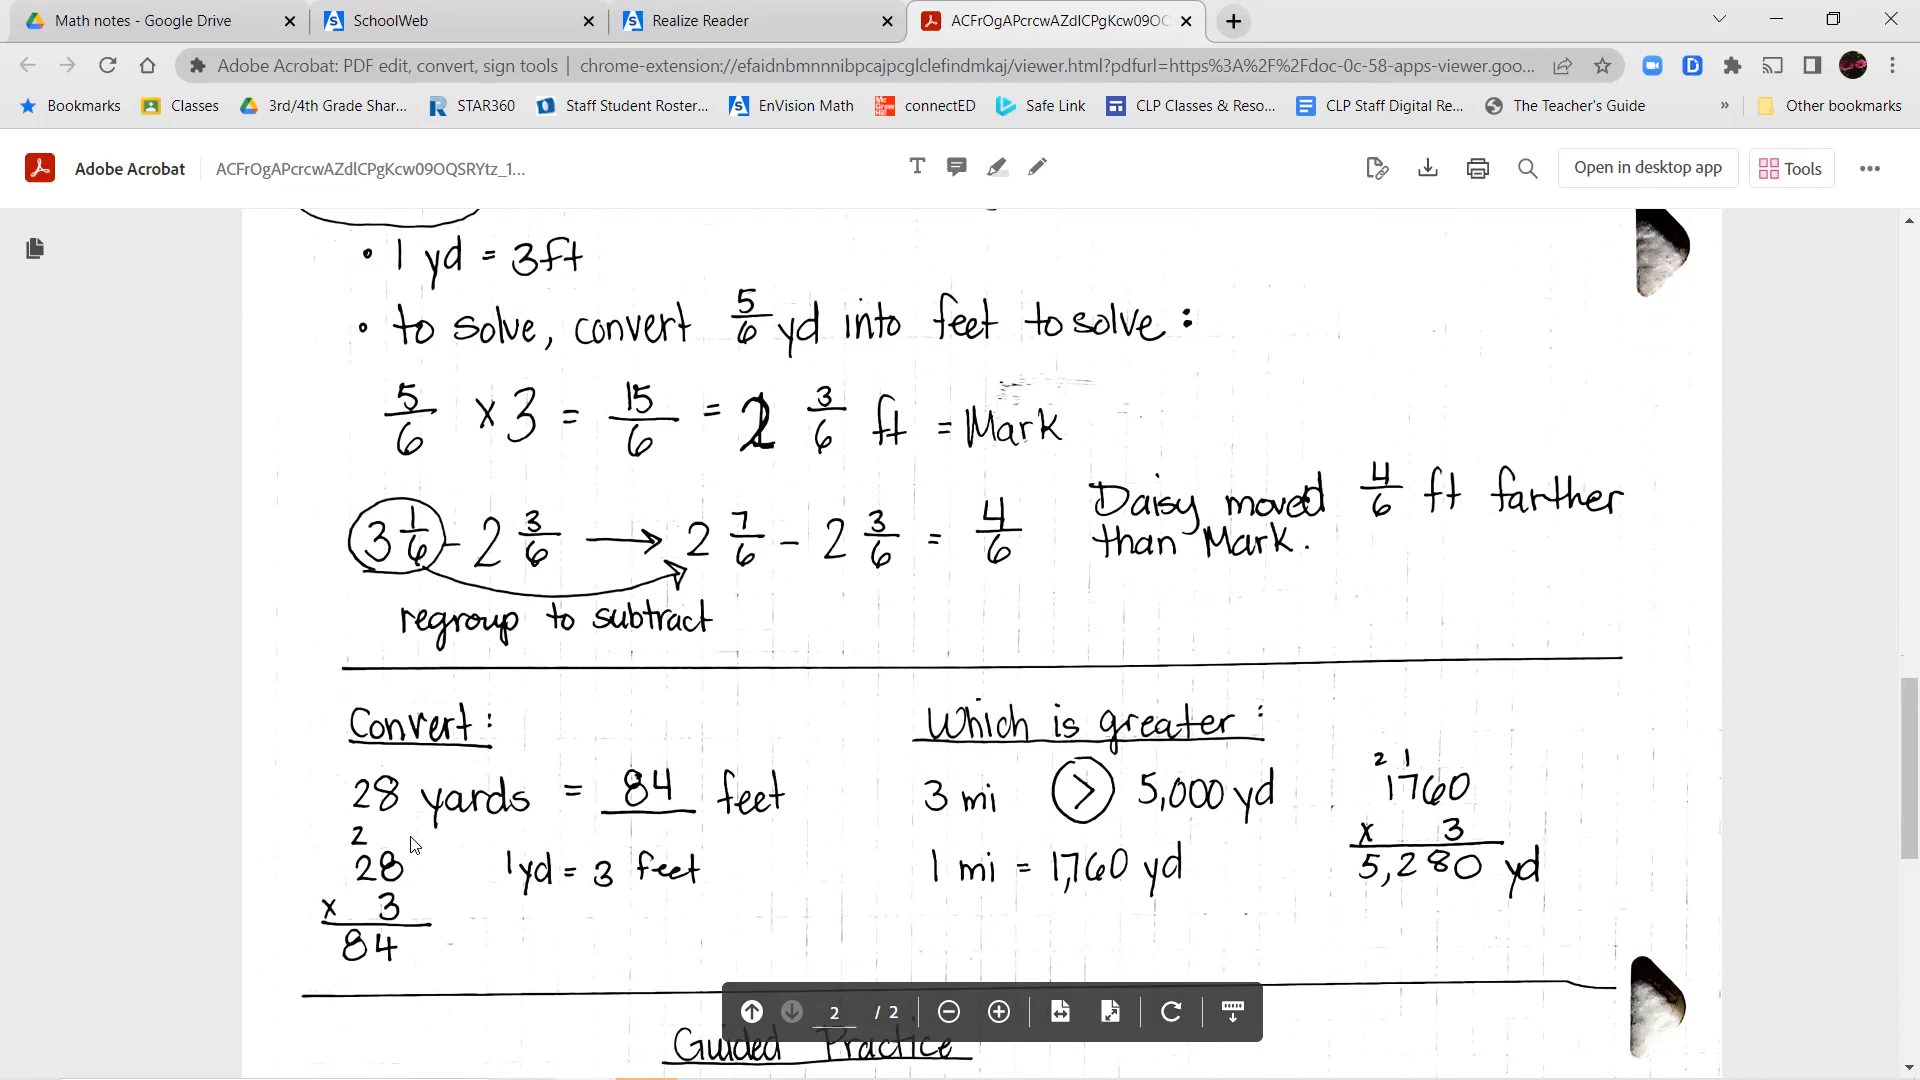 Math notes - Google Drive
SchoolWeb
Realize Reader
Adobe Acrobat: PDF edit, convert, sign tools | chrome-extension://efaidnbmnnnibpcajpcglclefindmkaj/viewer.html?pdfurl=https%3A%2F%2Fdoc-0c-58-apps-viewer.goo...
Bookmarks Classes 3rd/4th Grade Shar... STAR360 Staff Student Roster... EnVision Math connectED Safe Link CLP Classes & Reso... CLP Staff Digital Re... The Teacher's Guide » Other bookmarks
Adobe Acrobat
Open in desktop app Tools
• 1 yd = 3ft
• to solve, convert 5/6 yd into feet to solve:
5/6 x 3 = 15/6 = 2 3/6 ft = Mark
3 1/6 - 2 3/6 → 2 7/6 - 2 3/6 = 4/6
Daisy moved 4/6 ft farther
than Mark.
regroup to subtract
Convert:
28 yards = 84 feet
2
28
x 3
84
1yd = 3 feet
Which is greater:
3 mi > 5,000 yd
1 mi = 1,760 yd
2 1
1760
x 3
5,280 yd
2 / 2
Guided Practice